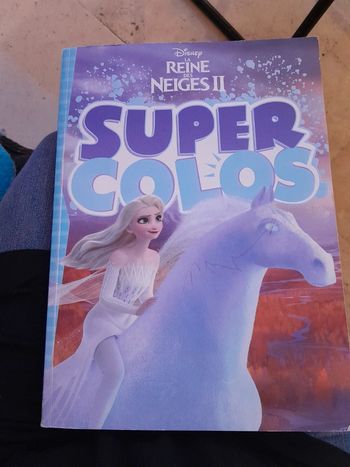 Disney
LA
REINE
DES
NEIGES II
SUPER
COLOS